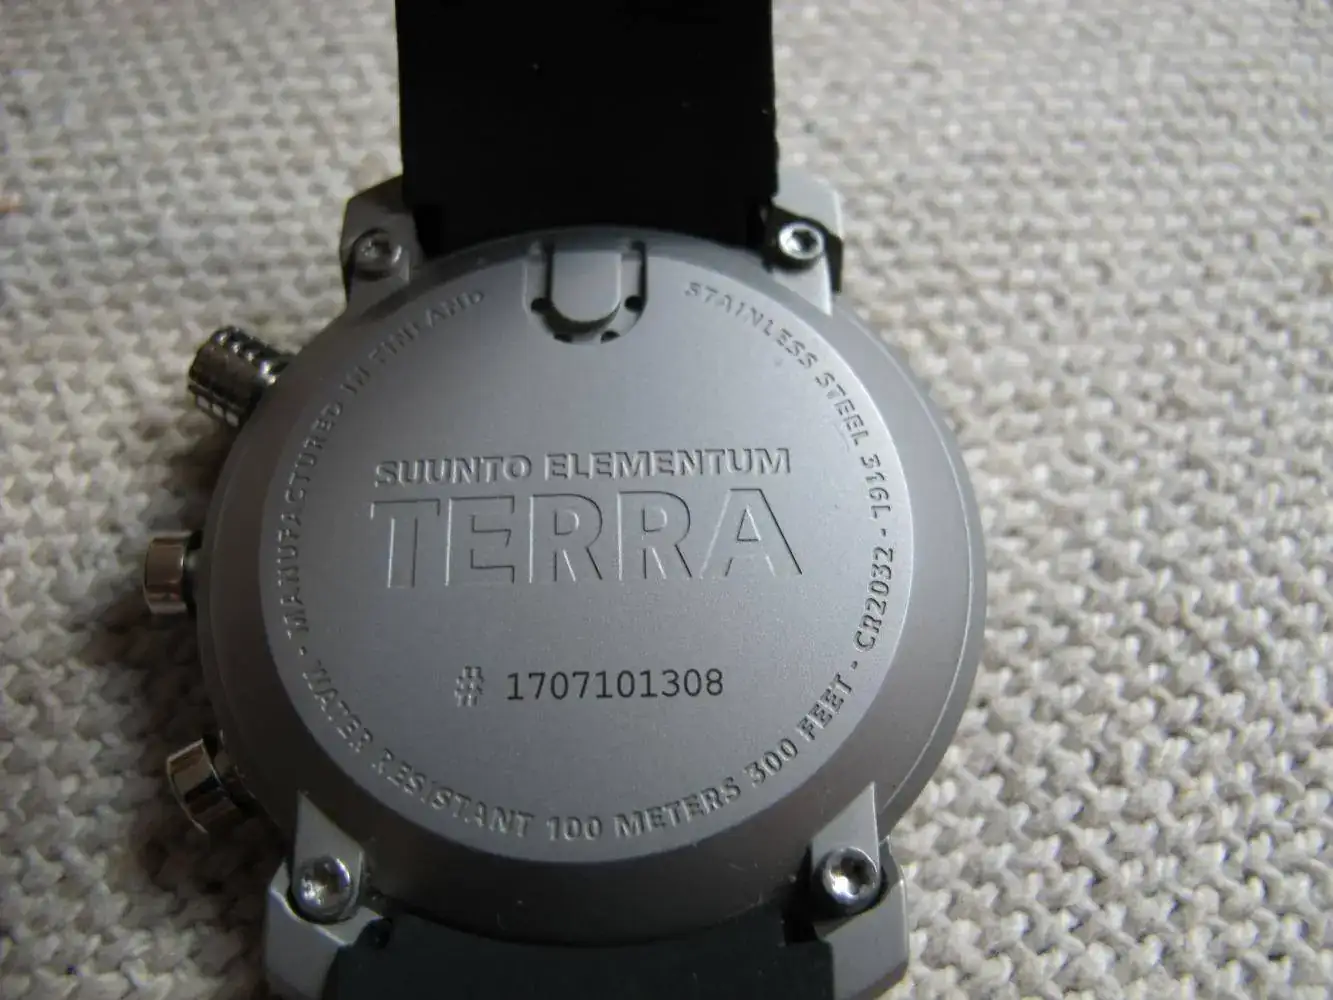 SUUNTO ELEMENTUM
TERRA
# 1707101308
STAINLESS STEEL 316L - CR2032 - WATER RESISTANT 100 METERS 300 FEET - MANUFACTURED IN FINLAND